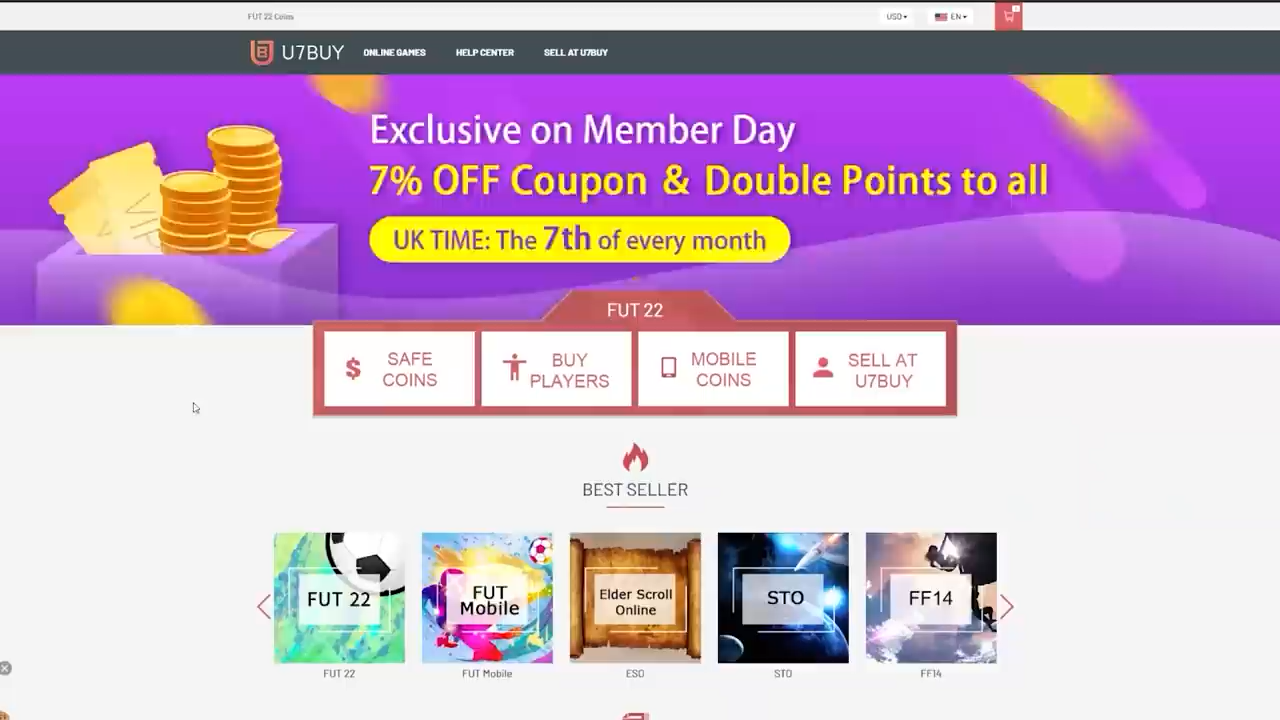 FUT 22 Coins
USD
EN
U7BUY
ONLINE GAMES
HELP CENTER
SELL AT U7BUY
Exclusive on Member Day
7% OFF Coupon & Double Points to all
UK TIME: The 7th of every month
FUT 22
SAFE
COINS
BUY
PLAYERS
MOBILE
COINS
SELL AT
U7BUY
BEST SELLER
FUT 22
FUT
Mobile
Elder Scroll
Online
STO
FF14
FUT 22
FUT Mobile
ESO
STO
FF14